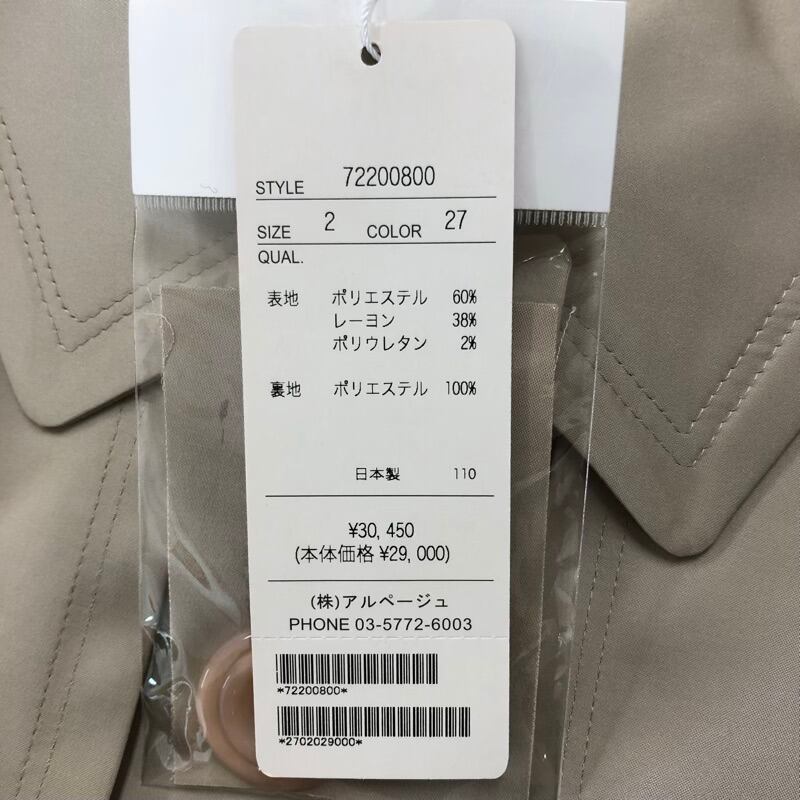 STYLE 72200800
SIZE 2 COLOR 27
QUAL.
表地 ポリエステル 60%
レーヨン 38%
ポリウレタン 2%
裏地 ポリエステル 100%
日本製 110
¥30,450
(本体価格¥29,000)
(株)アルページュ
PHONE 03-5772-6003
*72200800*
*2702029000*